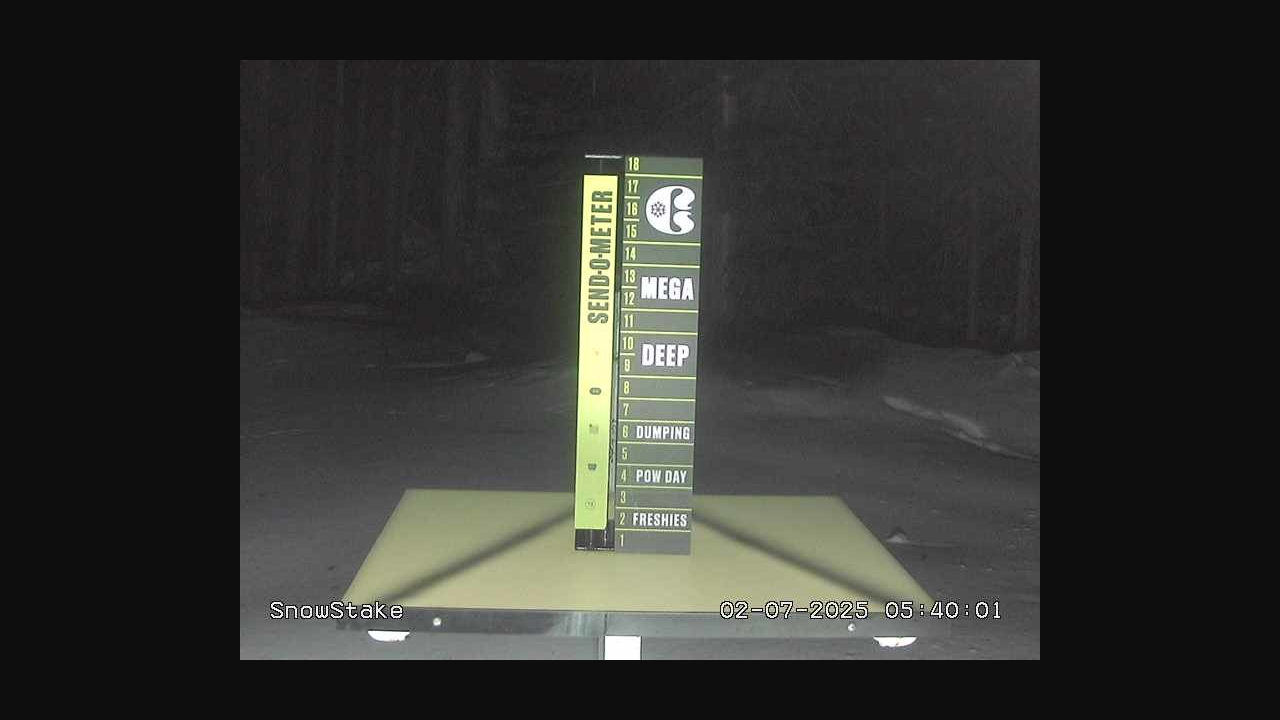 SEND-O-METER
18
17
16
15
14
13
MEGA
12
11
10
DEEP
9
8
7
6 DUMPING
5
4 POW DAY
3
2 FRESHIES
1
SnowStake
02-07-2025 05:40:01